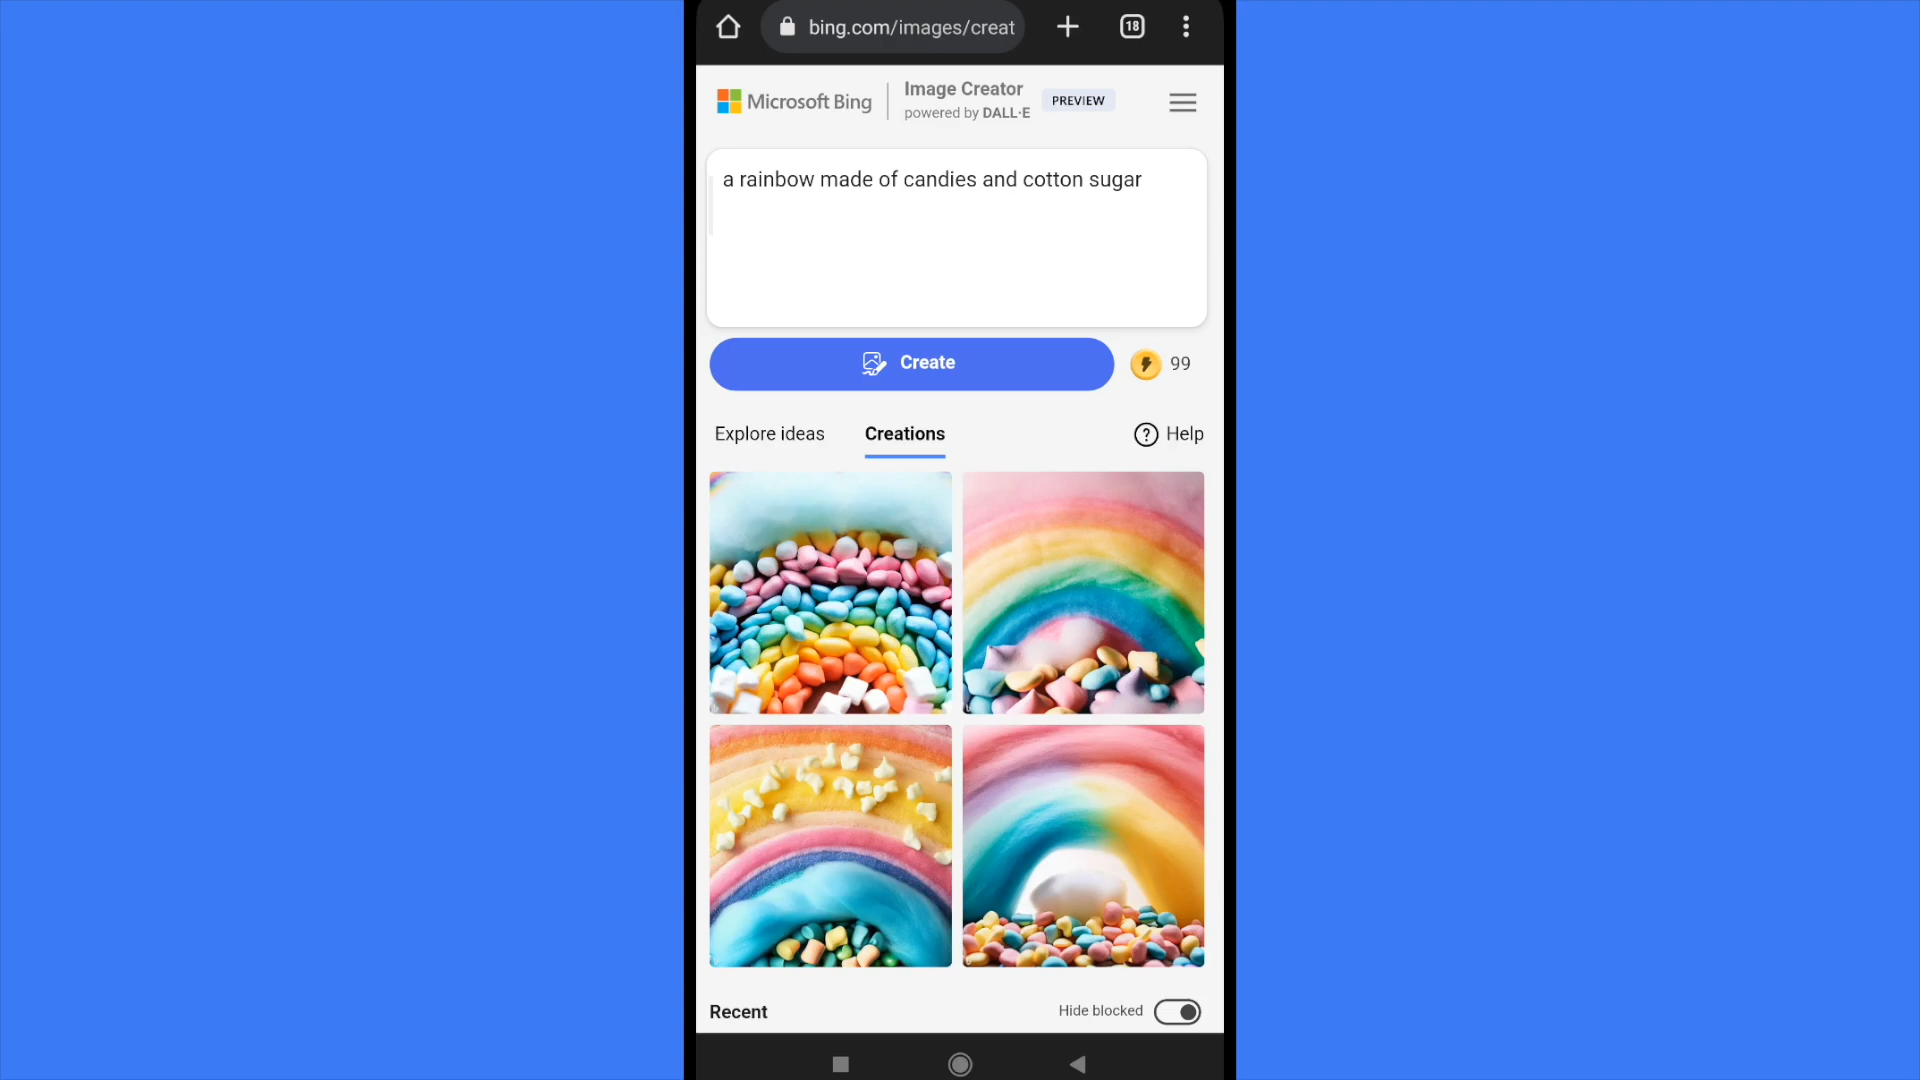 bing.com/images/creat
18
Microsoft Bing
Image Creator
powered by DALL·E
PREVIEW
a rainbow made of candies and cotton sugar
Create
99
Explore ideas
Creations
? Help
Recent
Hide blocked